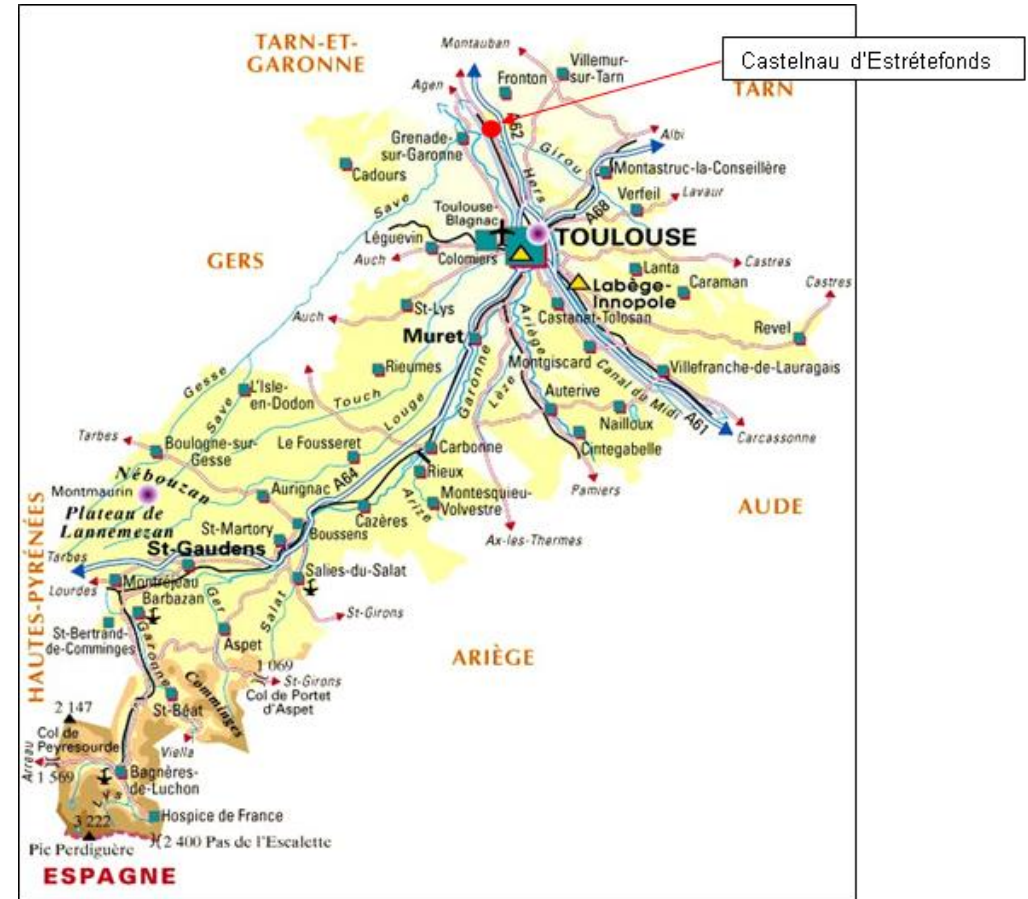 TARN-ET-
GARONNE
Montauban
Villemur-
sur-Tarn
Castelnau d'Estrétefonds
TARN
Agen
Fronton
A62
Grenade-
sur-Garonne
Girou
Albi
Cadours
Save
Hers
Montastruc-la-Conseillère
Verfeil
Lavaur
A68
Toulouse-
Blagnac
TOULOUSE
Léguevin
Colomiers
Auch
GERS
Lanta
Castres
Caraman
Castres
Labège-
Innopole
St-Lys
Auch
Castanet-Tolosan
Revel
Muret
Ariège
Montgiscard
Villefranche-de-Lauragais
Rieumes
Garonne
Lèze
Canal du Midi
A61
Gesse
Save
L'Isle-
en-Dodon
Touch
Louge
Auterive
Nailloux
Cintegabelle
Carcassonne
Tarbes
Boulogne-sur-
Gesse
Le Fousseret
Carbonne
Rieux
Pamiers
Nébouzan
Montmaurin
Aurignac
A64
Montesquieu-
Volvestre
AUDE
Plateau de
Lannemezan
St-Martory
Boussens
Cazères
Arize
Ax-les-Thermes
HAUTES-PYRÉNÉES
Tarbes
St-Gaudens
Lourdes
Montréjeau
Barbazan
Salies-du-Salat
Ger
Salat
St-Girons
St-Bertrand-
de-Comminges
Garonne
Aspet
ARIÈGE
1 069
St-Girons
Col de Portet
d'Aspet
Comminges
2 147
St-Béat
Col de
Peyresourde
Viella
Arreau
1 569
Bagnères-
de-Luchon
Lys
Hospice de France
3 222
2 400 Pas de l'Escalette
Pic Perdiguère
ESPAGNE